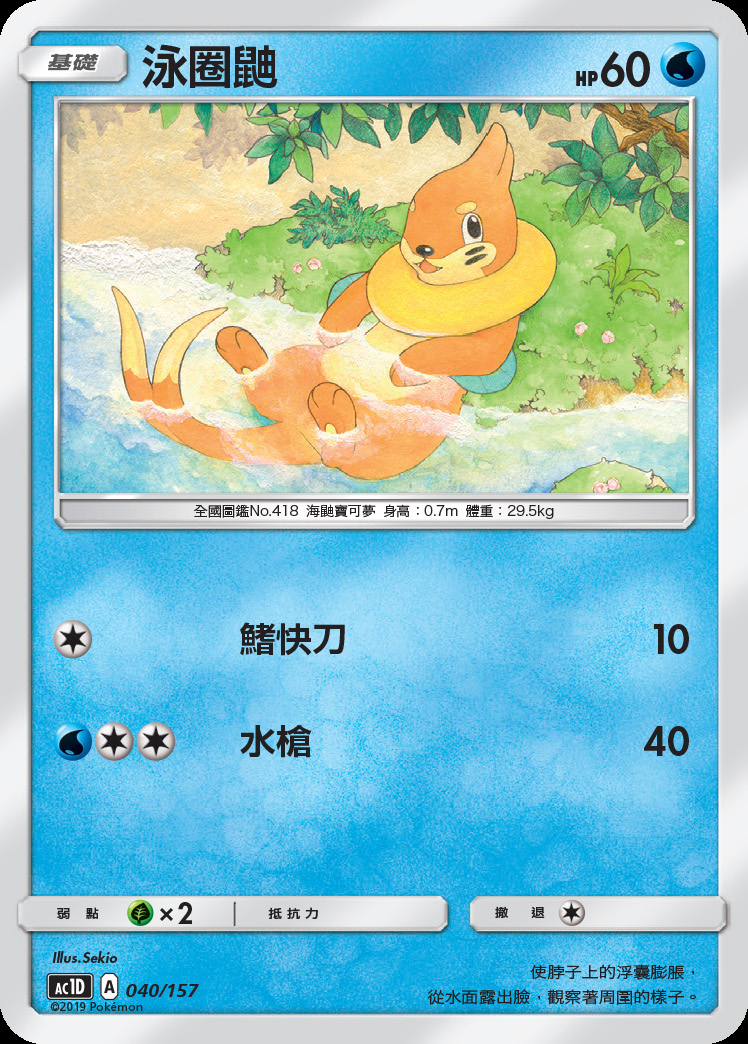 基礎 泳圈鼬 HP60
全國圖鑑No.418 海鼬寶可夢 身高：0.7m 體重：29.5kg
鰭快刀 10
水槍 40
弱點 ×2 抵抗力 撤退
Illus.Sekio
AC1D A 040/157
©2019 Pokémon
使脖子上的浮囊膨脹，
從水面露出臉，觀察著周圍的樣子。